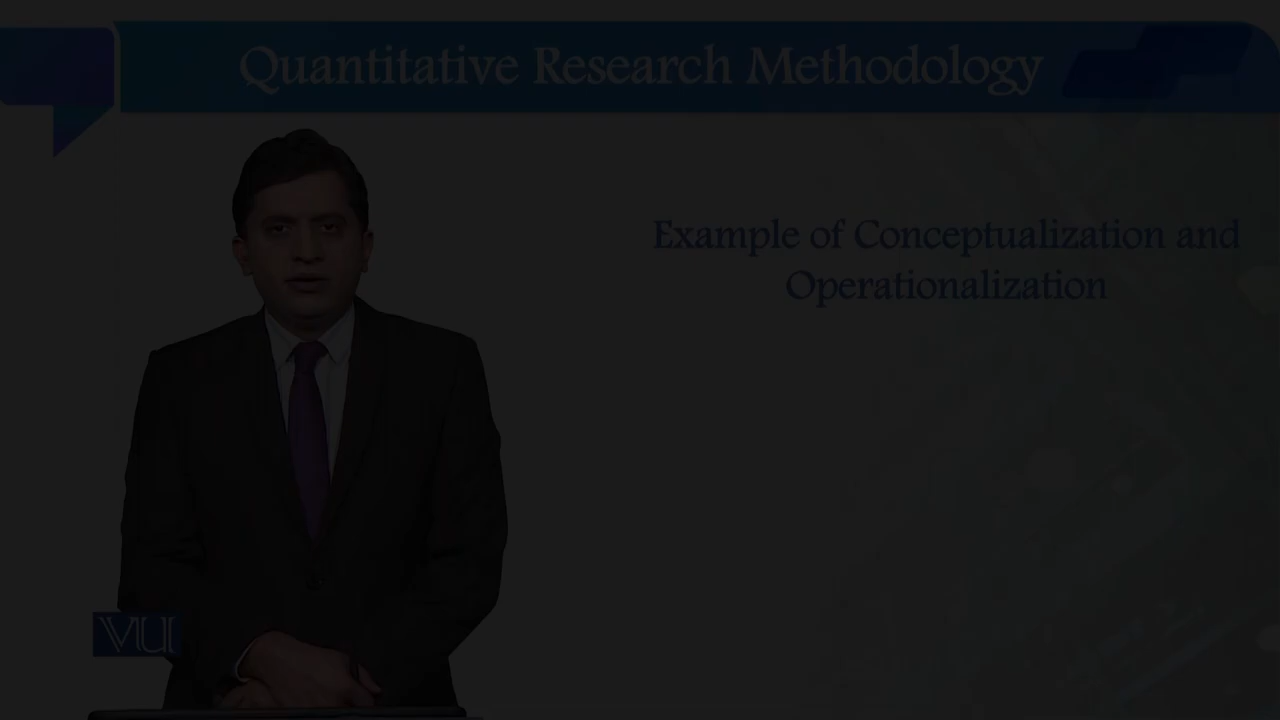 Quantitative Research Methodology
Example of Conceptualization and
Operationalization
VU